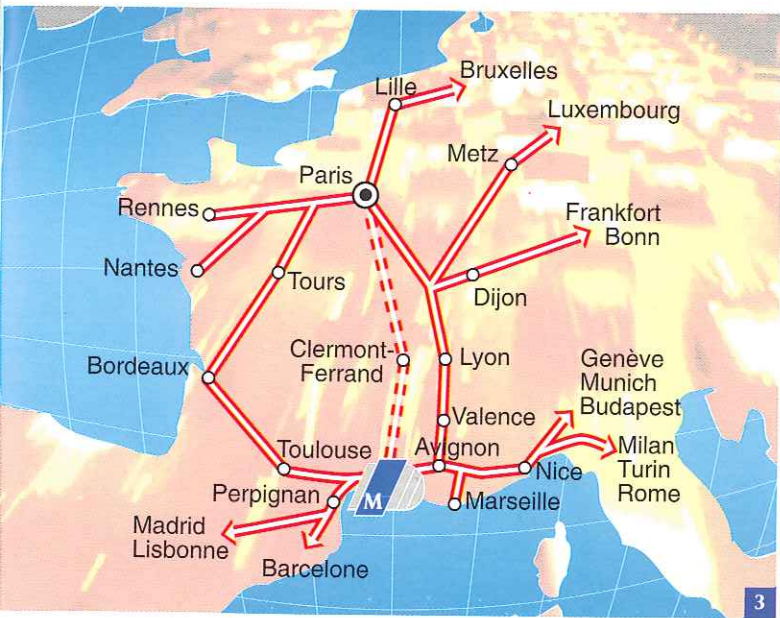 Bruxelles
Lille
Luxembourg
Metz
Paris
Rennes
Frankfort
Bonn
Nantes
Tours
Dijon
Clermont-
Ferrand
Lyon
Genève
Munich
Budapest
Bordeaux
Valence
Toulouse
Avignon
Milan
Turin
Rome
Nice
Perpignan
M
Marseille
Madrid
Lisbonne
Barcelone
3